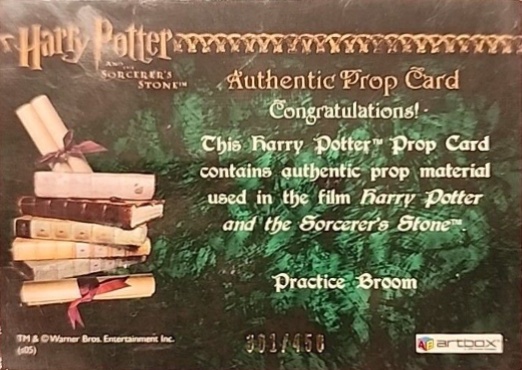 Harry Potter
AND THE
SORCERER'S
STONE™
Authentic Prop Card
Congratulations!
This Harry Potter™ Prop Card
contains authentic prop material
used in the film Harry Potter
and the Sorcerer's Stone™.
Practice Broom
TM & © Warner Bros. Entertainment Inc.
(s05)
301/450
artbox